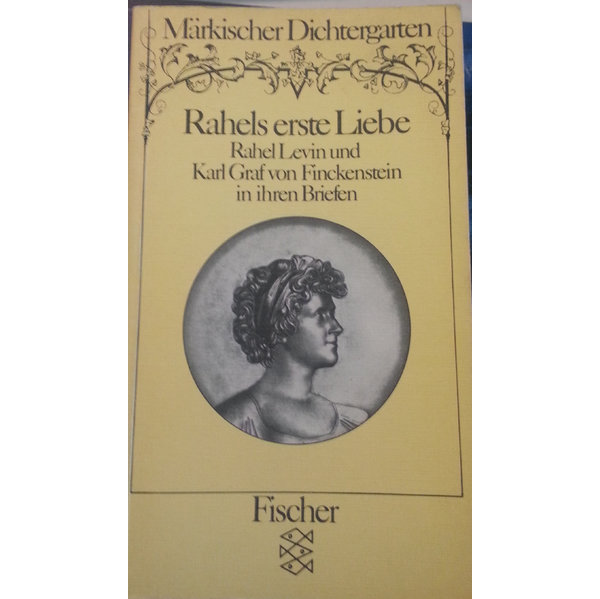 Märkischer Dichtergarten
Rahels erste Liebe
Rahel Levin und
Karl Graf von Finckenstein
in ihren Briefen
Fischer